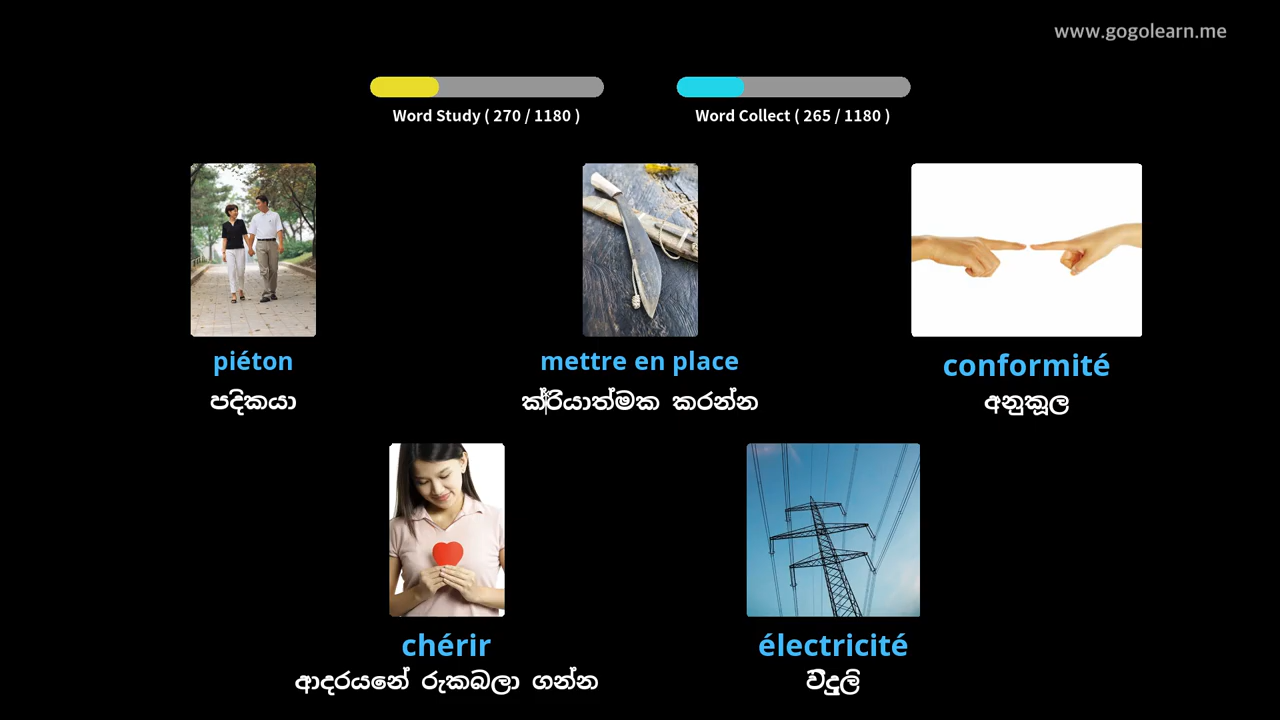 www.gogolearn.me
Word Study ( 270 / 1180 )
Word Collect ( 265 / 1180 )
piéton
පදිකයා
mettre en place
ක්රියාත්මක කරන්න
conformité
අනුකූල
chérir
ආදරයනේ රුකබලා ගන්න
électricité
විදුලි